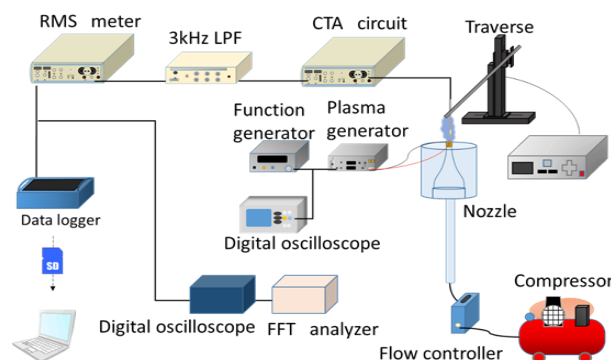 RMS meter
3kHz LPF
CTA circuit
Traverse
Function
generator
Plasma
generator
Data logger
Nozzle
Digital oscilloscope
SD
Compressor
Digital oscilloscope
FFT analyzer
Flow controller